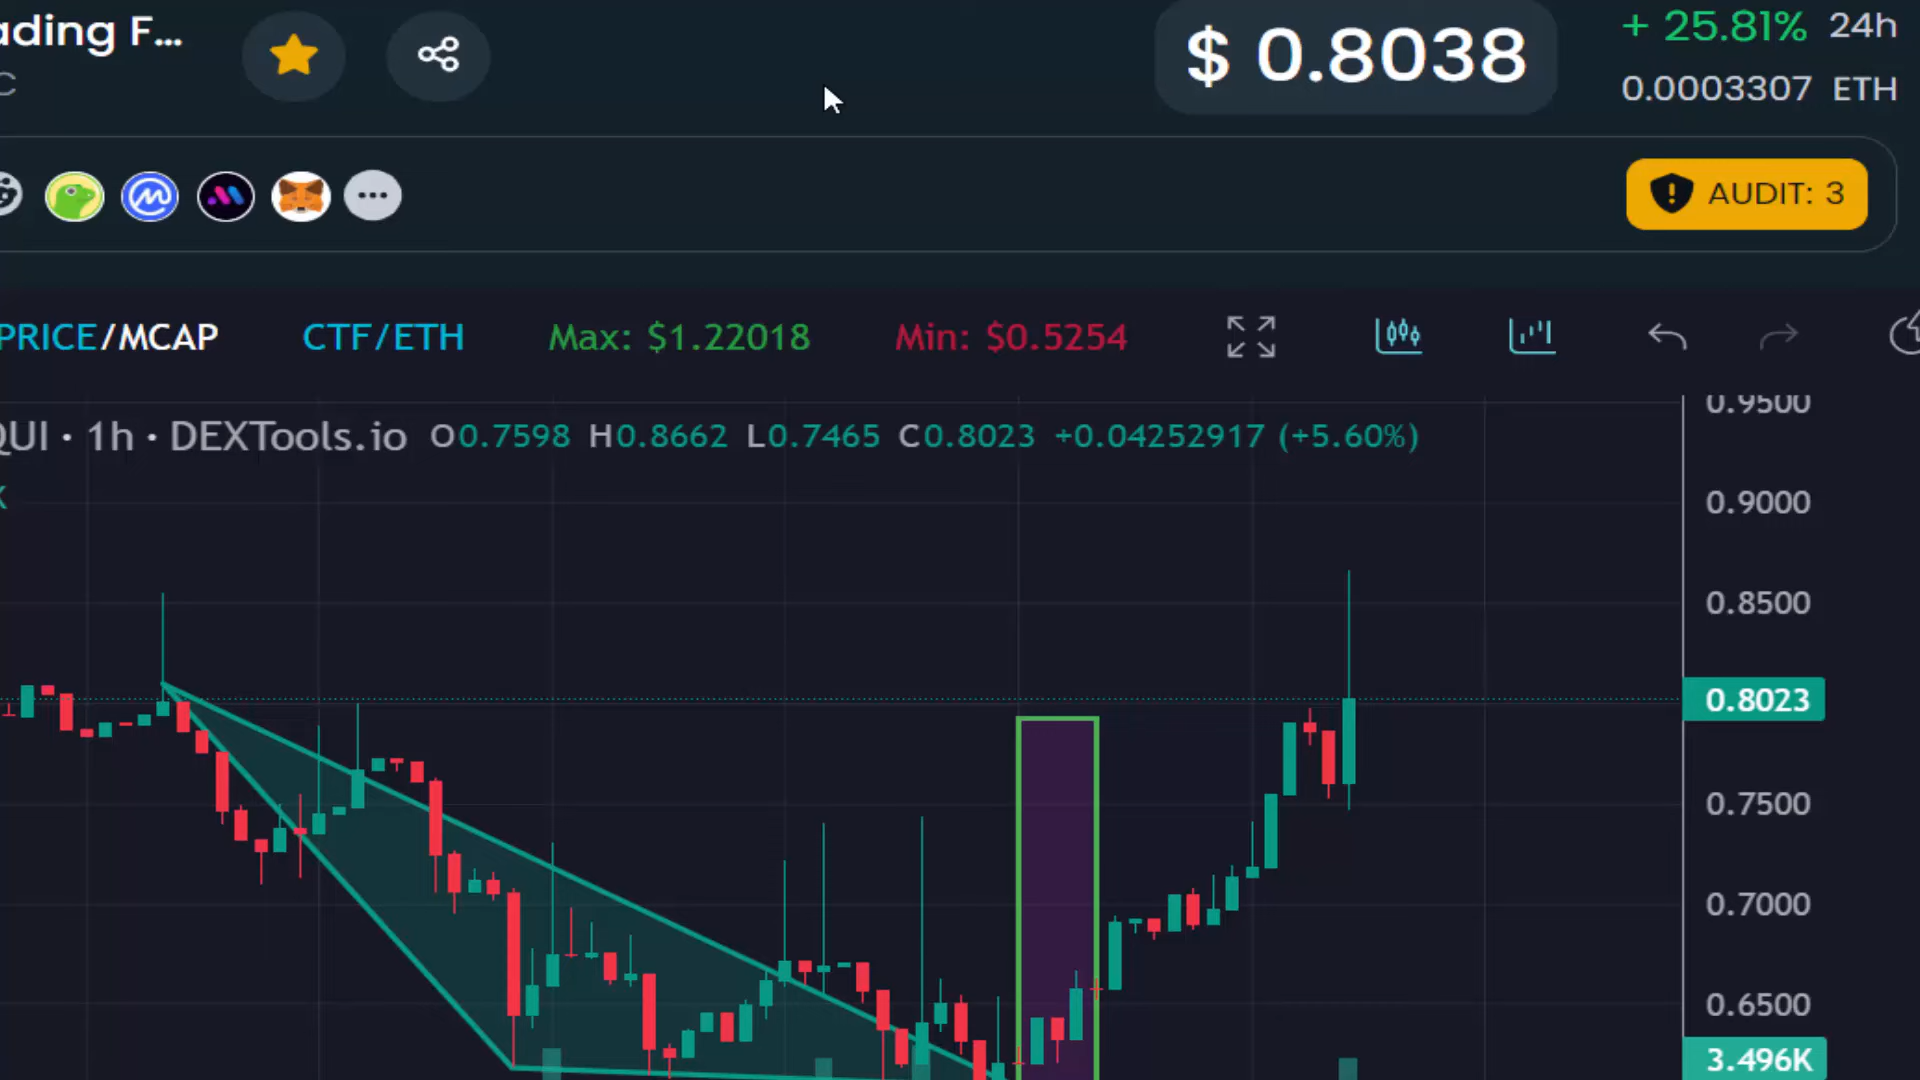 ading F...
$ 0.8038
+ 25.81% 24h
C
0.0003307 ETH
AUDIT: 3
PRICE/MCAP CTF/ETH Max: $1.22018 Min: $0.5254
QUI · 1h · DEXTools.io O0.7598 H0.8662 L0.7465 C0.8023 +0.04252917 (+5.60%)
K
0.9500
0.9000
0.8500
0.8023
0.7500
0.7000
0.6500
3.496K